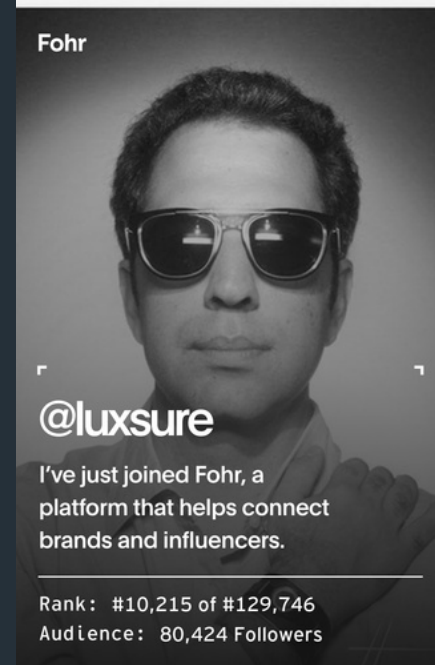 Fohr
@luxsure
I’ve just joined Fohr, a
platform that helps connect
brands and influencers.
Rank: #10,215 of #129,746
Audience: 80,424 Followers